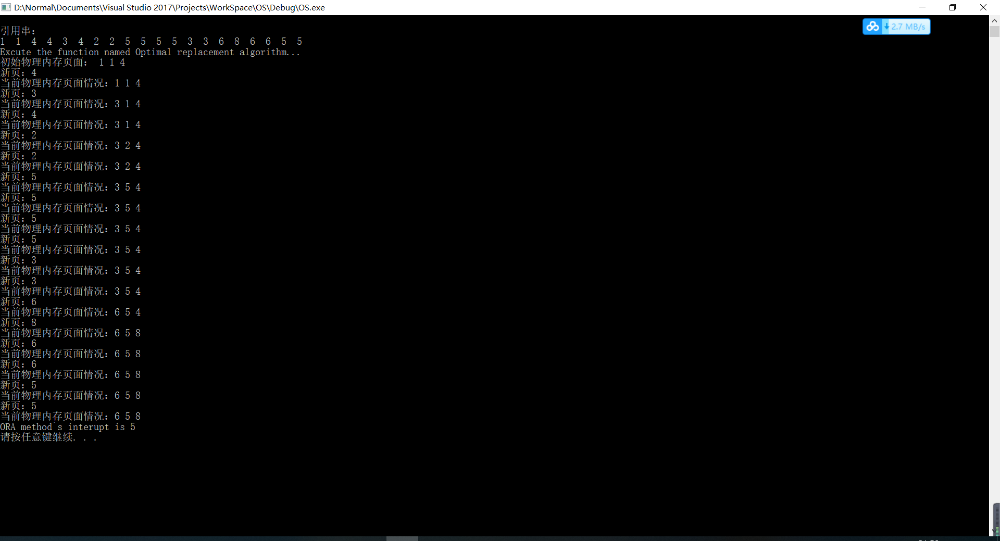 D:\Normal\Documents\Visual Studio 2017\Projects\WorkSpace\OS\Debug\OS.exe
2.7 MB/s
引用串：
1 1 4 4 3 4 2 2 5 5 5 5 3 3 6 8 6 6 5 5
Excute the function named Optimal replacement algorithm...
初始物理内存页面： 1 1 4
新页：4
当前物理内存页面情况：1 1 4
新页：3
当前物理内存页面情况：3 1 4
新页：4
当前物理内存页面情况：3 1 4
新页：2
当前物理内存页面情况：3 2 4
新页：2
当前物理内存页面情况：3 2 4
新页：5
当前物理内存页面情况：3 5 4
新页：5
当前物理内存页面情况：3 5 4
新页：5
当前物理内存页面情况：3 5 4
新页：5
当前物理内存页面情况：3 5 4
新页：3
当前物理内存页面情况：3 5 4
新页：3
当前物理内存页面情况：3 5 4
新页：6
当前物理内存页面情况：6 5 4
新页：8
当前物理内存页面情况：6 5 8
新页：6
当前物理内存页面情况：6 5 8
新页：6
当前物理内存页面情况：6 5 8
新页：5
当前物理内存页面情况：6 5 8
新页：5
当前物理内存页面情况：6 5 8
ORA method`s interupt is 5
请按任意键继续. . .